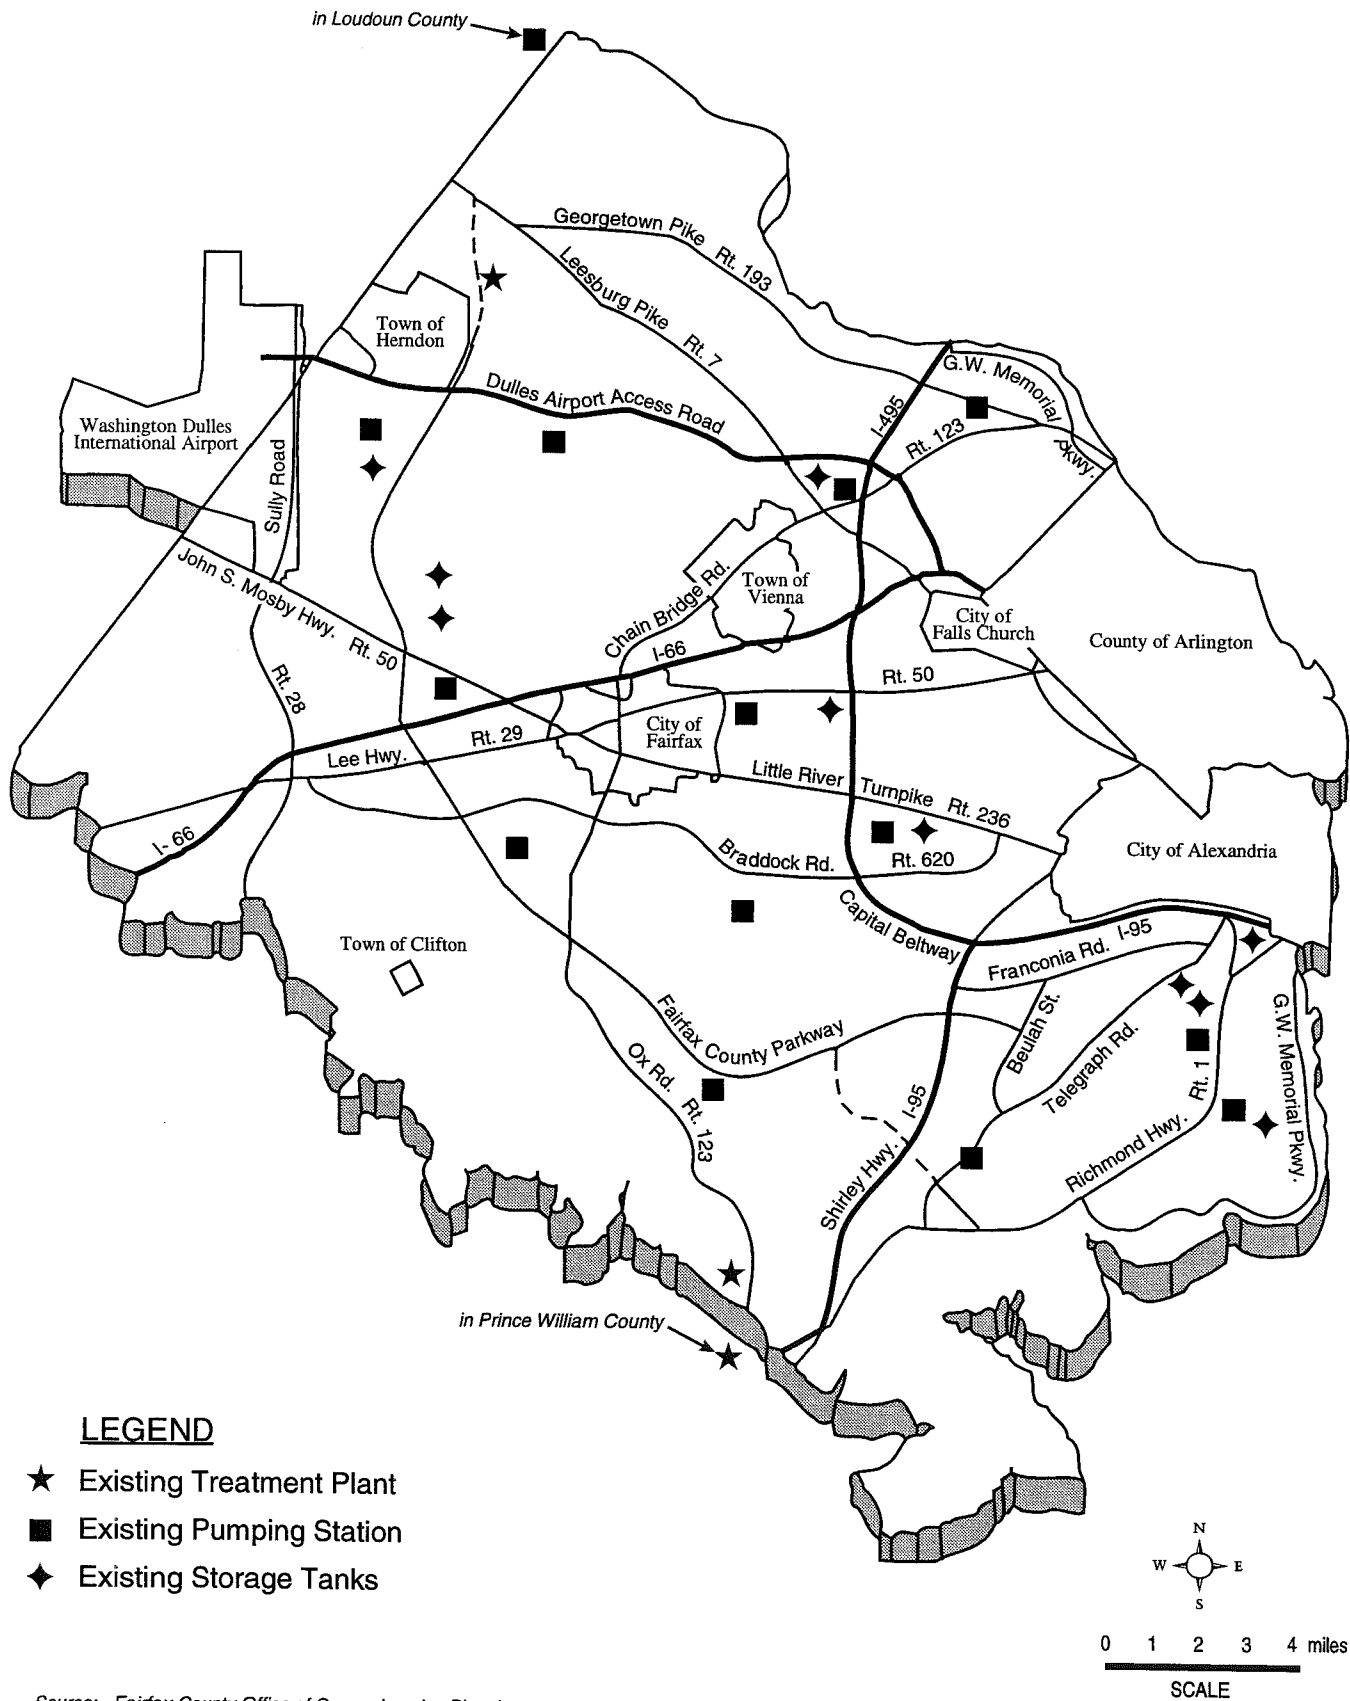 in Loudoun County
Georgetown Pike Rt. 193
Leesburg Pike Rt. 7
Town of
Herndon
G.W. Memorial Pkwy.
Dulles Airport Access Road
I-495
Rt. 123
Washington Dulles
International Airport
Sully Road
John S. Mosby Hwy. Rt. 50
Chain Bridge Rd.
Town of
Vienna
City of
Falls Church
County of Arlington
I-66
Rt. 50
Rt. 28
City of
Fairfax
Lee Hwy. Rt. 29
Little River Turnpike Rt. 236
I-66
Braddock Rd. Rt. 620
City of Alexandria
Capital Beltway
Town of Clifton
Franconia Rd. I-95
Fairfax County Parkway
Beulah St.
Telegraph Rd.
G.W. Memorial Pkwy.
Ox Rd. Rt. 123
Shirley Hwy. I-95
Richmond Hwy. Rt. 1
in Prince William County
LEGEND
Existing Treatment Plant
Existing Pumping Station
Existing Storage Tanks
N
W E
S
0 1 2 3 4 miles
SCALE